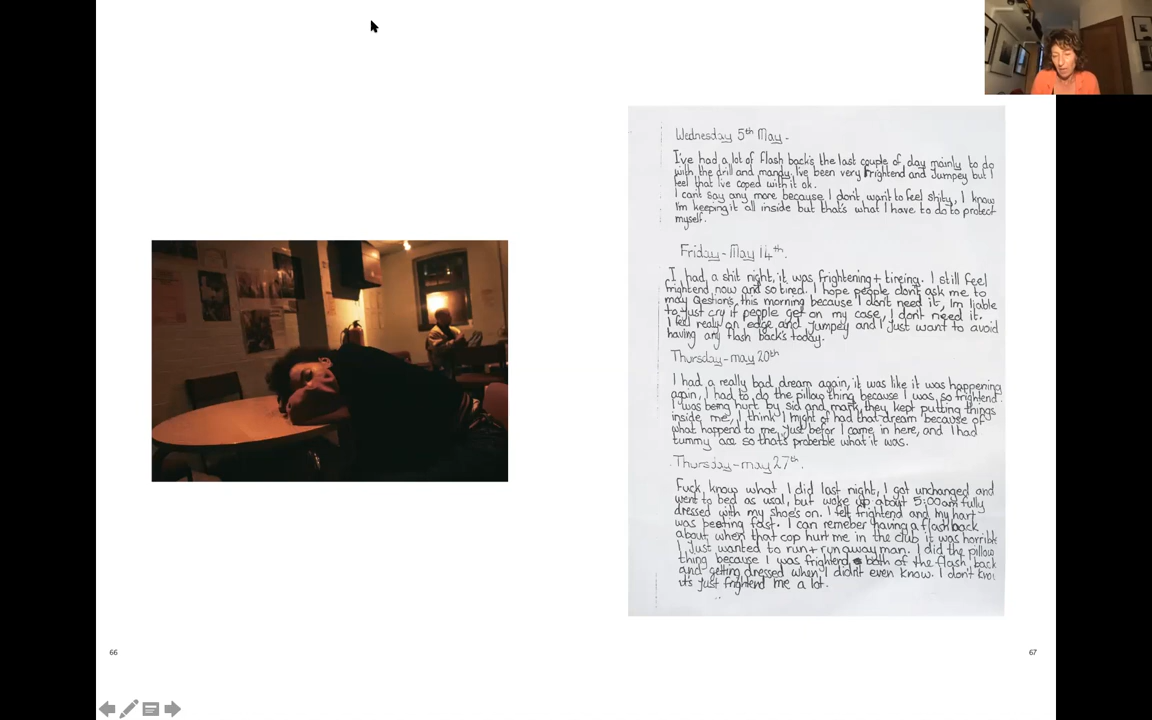 Wednesday 5th May -
I've had a lot of flash back's the last couple of day mainly to do
with the drill and mandy, I've been very frightend and Jumpey but I
feel that I've coped with it ok.
I cant say any more because I don't want to feel shity, I know
I'm keeping it all inside but that's what I have to do to protect
myself.
Friday - May 14th.
I had a shit night, it was frightening + tireing. I still feel
frightend now and so tired. I hope people don't ask me to
may Qestion's this morning because I don't need it, Im liable
to just cry if people get on my case, I don't need it.
I feel really on edge and Jumpey and I just want to avoid
having any flash back's today.
Thursday - may 20th
I had a really bad dream again, it was like it was happening
again, I had to do the pillow thing because I was so frightend.
I was being hurt by sid and mark, they kept putting things
inside me, I think I might of had that dream because of
what happend to me just befor I came in here, and I had
tummy ace so that's proberble what it was.
Thursday - may 27th
Fuck know what I did last night, I got unchanged and
went to bed as usal, but woke up about 5:00am fully
dressed with my shoe's on. I felt frightend and my hart
was beeting fast. I can remeber having a flash back
about when that cop hurt me in the club it was horrible
I just wanted to run + run away man. I did the pillow
thing because I was frightend both of the flash back
and getting dressed when I didn't even know. I don't know
it's just frightend me a lot.
66
67